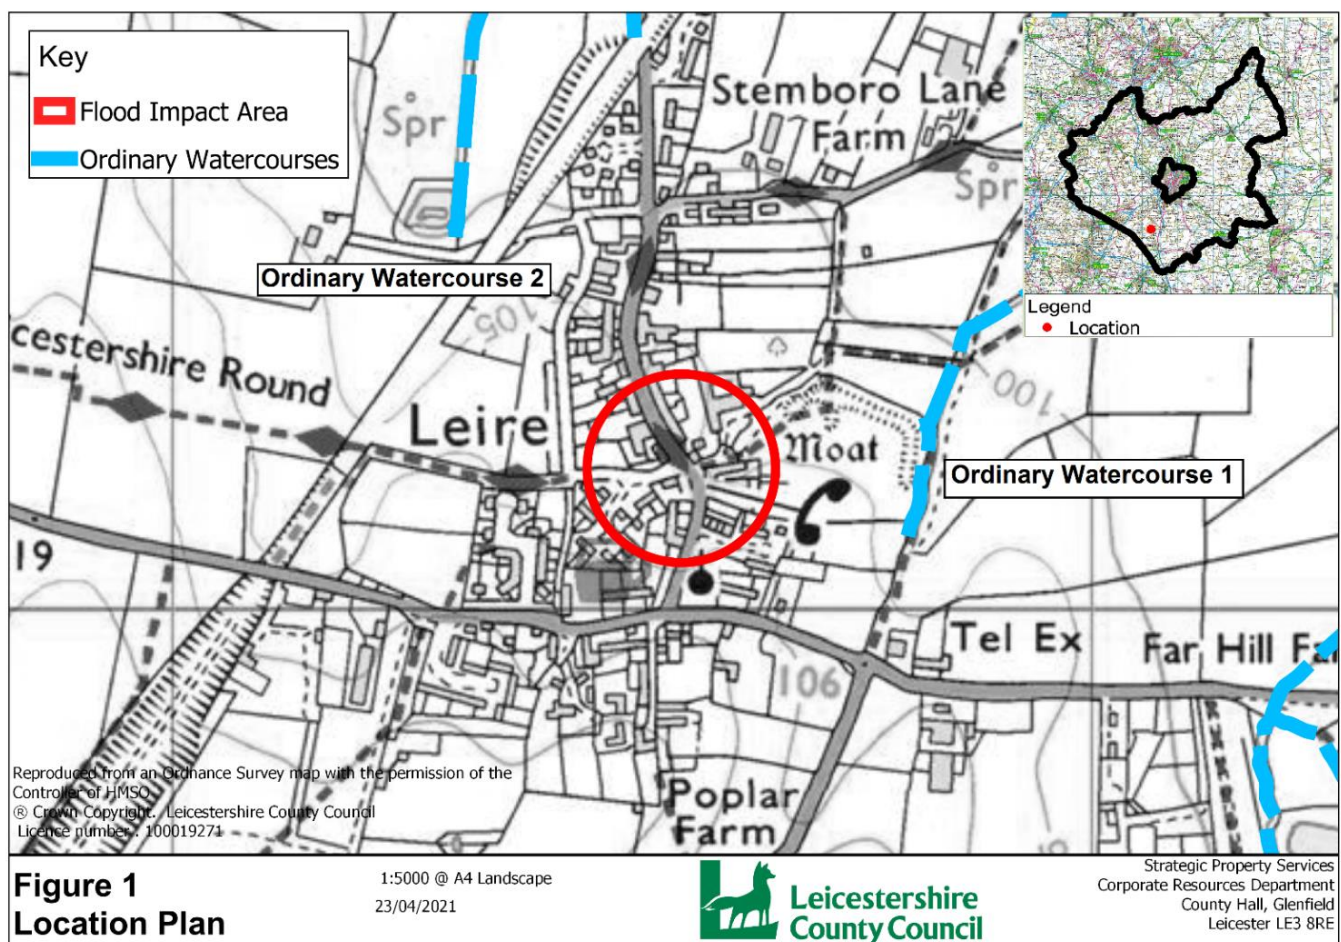 Key
Flood Impact Area
Ordinary Watercourses
Spr
Stemboro Lane
Farm
Spr
Legend
Location
Ordinary Watercourse 2
105
cestershire Round
Leire
100
Moat
Ordinary Watercourse 1
19
Tel Ex
Far Hill Far
106
Poplar
Farm
Reproduced from an Ordnance Survey map with the permission of the
Controller of HMSO.
® Crown Copyright. Leicestershire County Council
Licence number : 100019271
Figure 1
Location Plan
1:5000 @ A4 Landscape
23/04/2021
Leicestershire
County Council
Strategic Property Services
Corporate Resources Department
County Hall, Glenfield
Leicester LE3 8RE